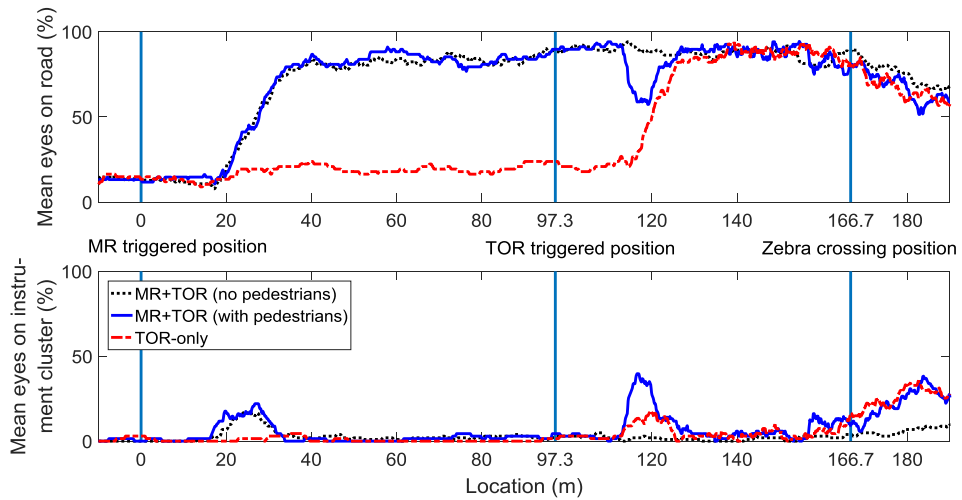 Mean eyes on road (%)
100
50
0
0
20
40
60
80
97.3
120
140
166.7
180
MR triggered position
TOR triggered position
Zebra crossing position
Mean eyes on instru-
ment cluster (%)
100
50
0
MR+TOR (no pedestrians)
MR+TOR (with pedestrians)
TOR-only
0
20
40
60
80
97.3
120
140
166.7
180
Location (m)